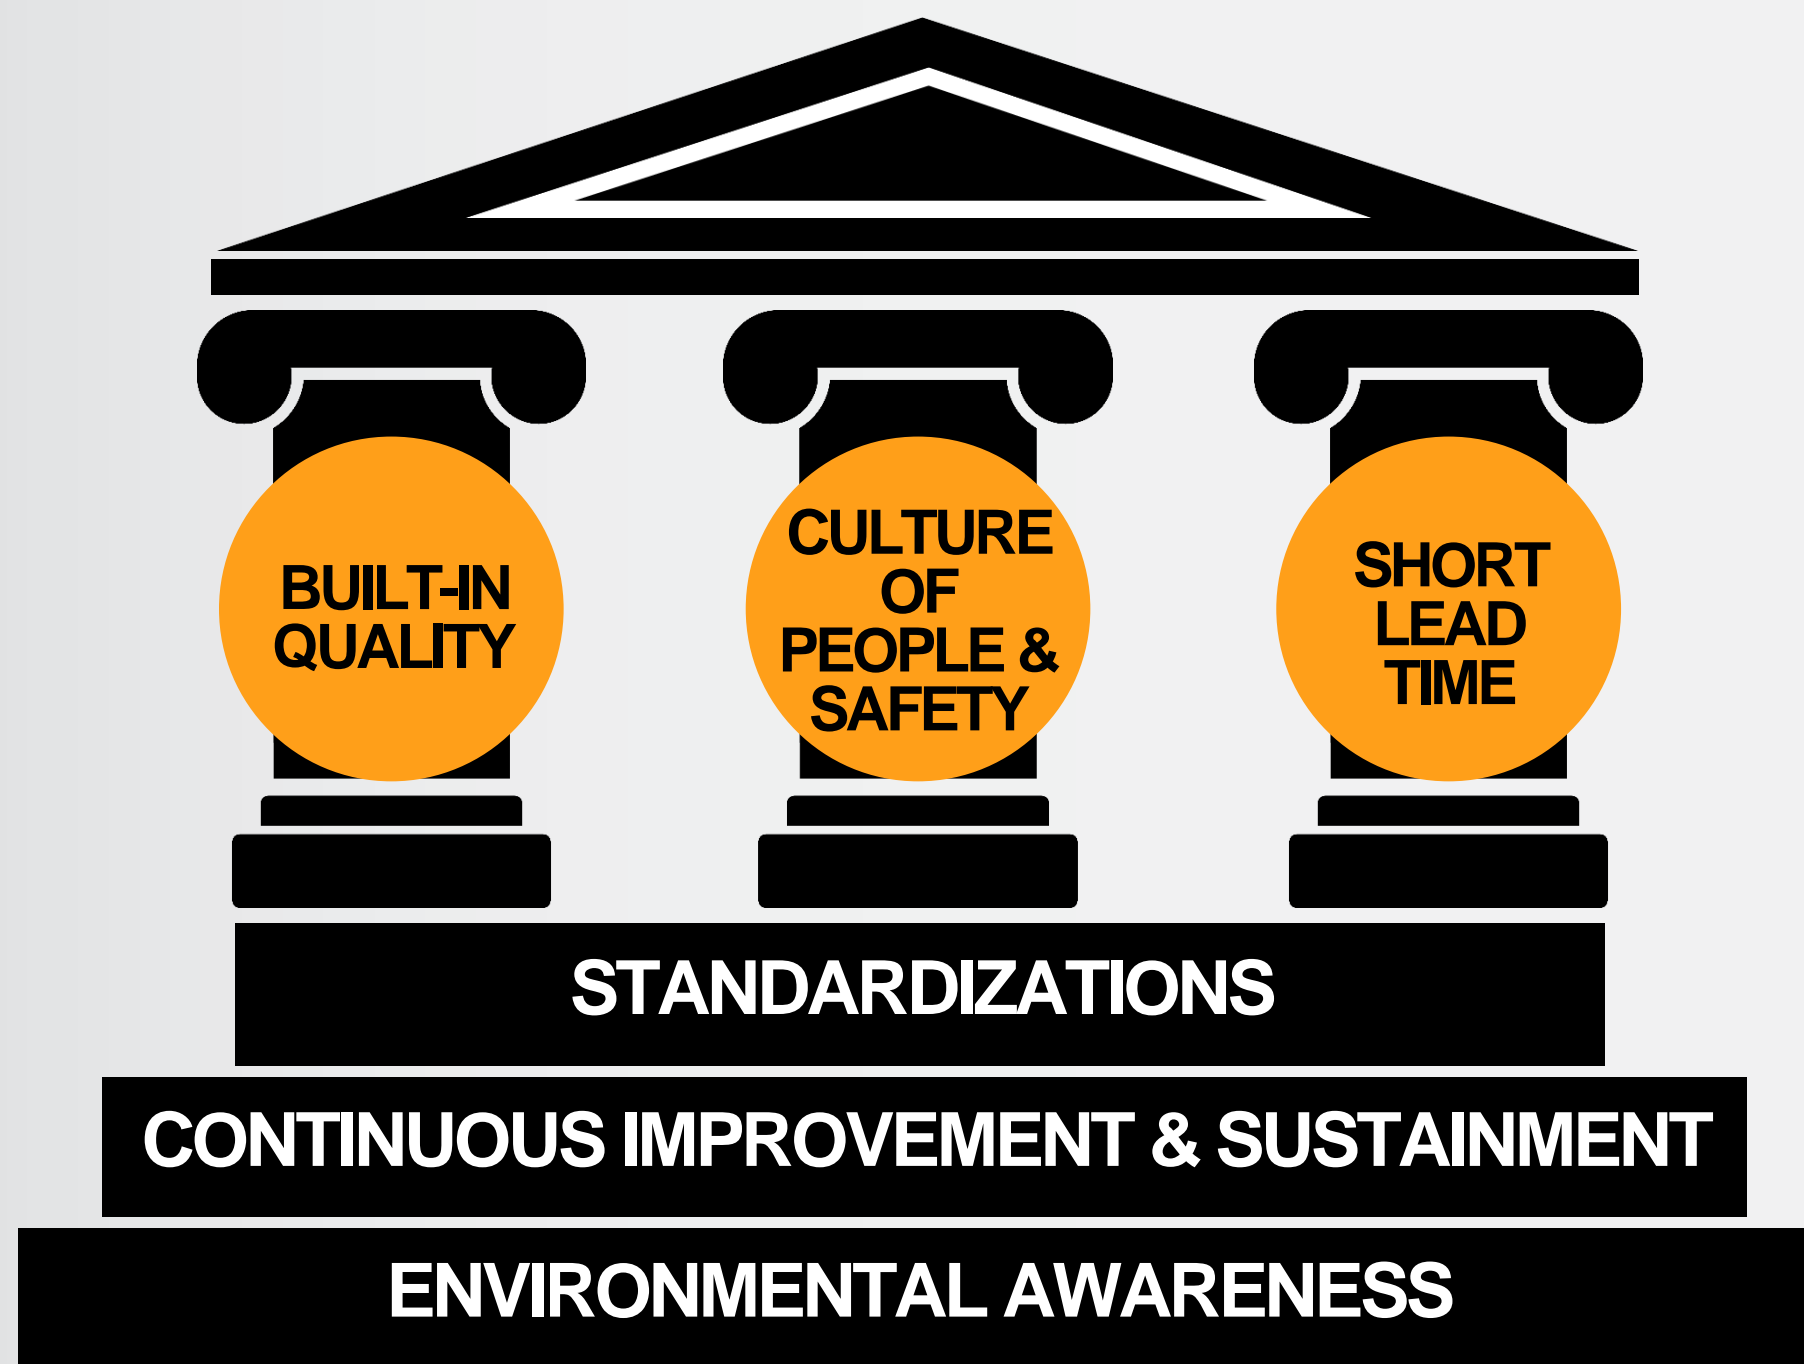 BUILT-IN
QUALITY
CULTURE
OF
PEOPLE &
SAFETY
SHORT
LEAD
TIME
STANDARDIZATIONS
CONTINUOUS IMPROVEMENT & SUSTAINMENT
ENVIRONMENTAL AWARENESS